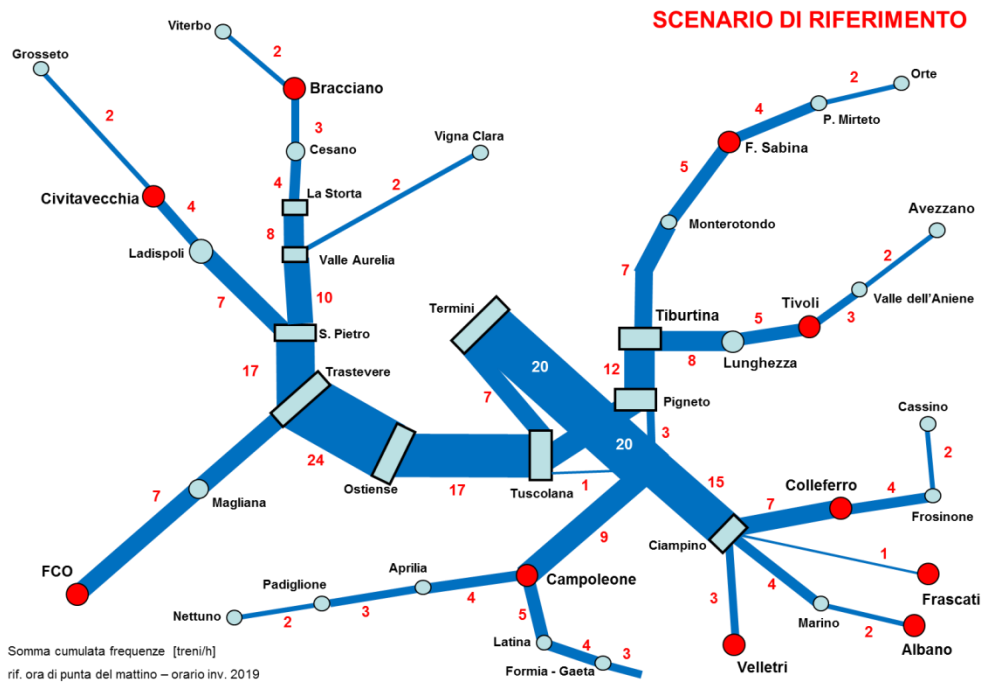 SCENARIO DI RIFERIMENTO
Viterbo
Grosseto
2
Bracciano
2
3
Cesano
Vigna Clara
4
La Storta
2
Civitavecchia
4
8
Ladispoli
Valle Aurelia
7
10
S. Pietro
17
Trastevere
24
Ostiense
17
7
Magliana
FCO
Termini
20
7
20
Tuscolana
1
Orte
2
4
P. Mirteto
F. Sabina
5
Monterotondo
7
Avezzano
2
Valle dell'Aniene
Tivoli
3
5
Tiburtina
Lunghezza
8
12
Pigneto
3
15
Cassino
2
Colleferro
7
4
Frosinone
Ciampino
1
Frascati
4
Marino
2
Albano
3
Velletri
9
Campoleone
Aprilia
4
Padiglione
3
Nettuno
2
5
Latina
4
3
Formia - Gaeta
Somma cumulata frequenze [treni/h]
rif. ora di punta del mattino – orario inv. 2019